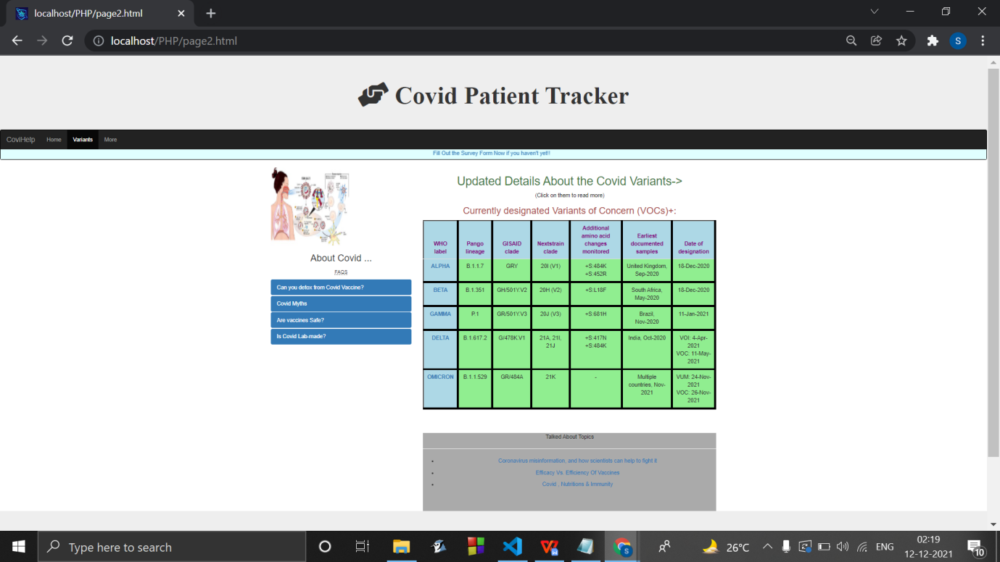 localhost/PHP/page2.html
localhost/PHP/page2.html
S
Covid Patient Tracker
CoviHelp Home Variants More
Fill Out the Survey Form Now if you haven't yet!!
About Covid ...
FAQS
Can you detox from Covid Vaccine?
Covid Myths
Are vaccines Safe?
Is Covid Lab-made?
Updated Details About the Covid Variants->
(Click on them to read more)
Currently designated Variants of Concern (VOCs)+:
WHO label Pango lineage GISAID clade Nextstrain clade Additional amino acid changes monitored Earliest documented samples Date of designation
ALPHA B.1.1.7 GRY 20I (V1) +S:484K +S:452R United Kingdom, Sep-2020 18-Dec-2020
BETA B.1.351 GH/501Y.V2 20H (V2) +S:L18F South Africa, May-2020 18-Dec-2020
GAMMA P.1 GR/501Y.V3 20J (V3) +S:681H Brazil, Nov-2020 11-Jan-2021
DELTA B.1.617.2 G/478K.V1 21A, 21I, 21J +S:417N +S:484K India, Oct-2020 VOI: 4-Apr-2021 VOC: 11-May-2021
OMICRON B.1.1.529 GR/484A 21K - Multiple countries, Nov-2021 VUM: 24-Nov-2021 VOC: 26-Nov-2021
Talked About Topics
• Coronavirus misinformation, and how scientists can help to fight it
• Efficacy Vs. Efficiency Of Vaccines
• Covid , Nutritions & Immunity
Type here to search
26°C
ENG
02:19
12-12-2021
10